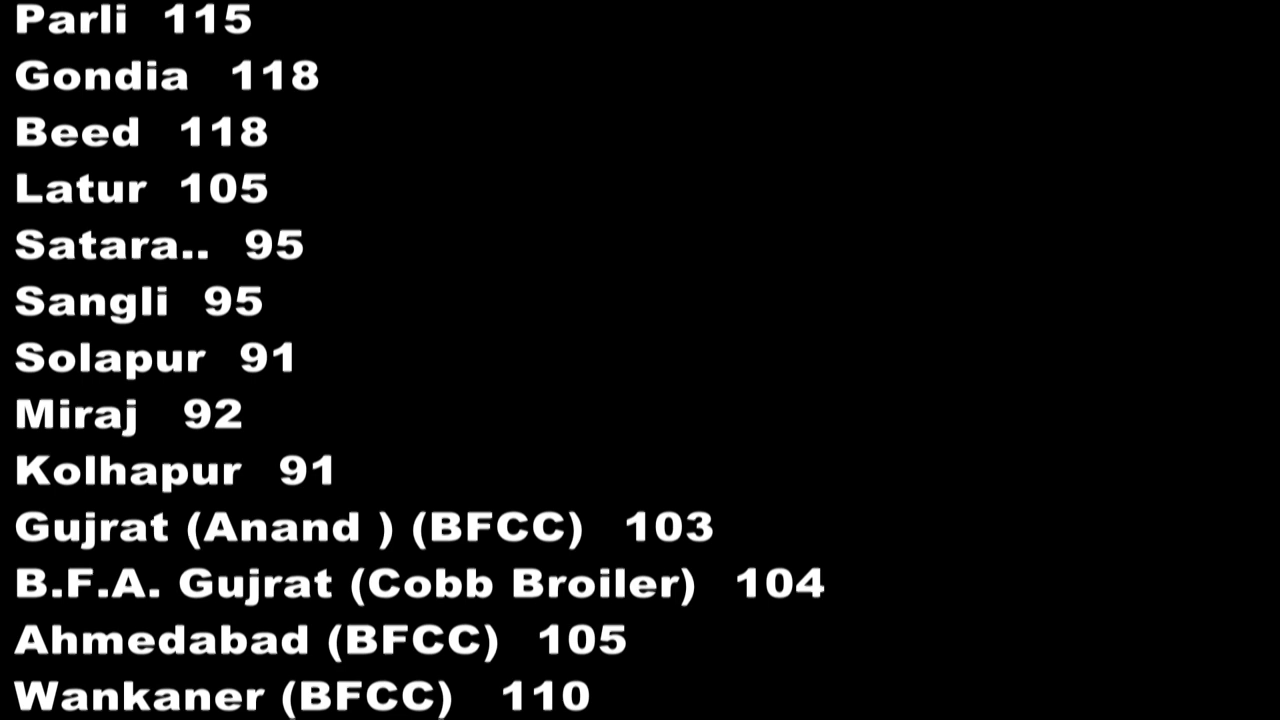 Parli 115
Gondia 118
Beed 118
Latur 105
Satara.. 95
Sangli 95
Solapur 91
Miraj 92
Kolhapur 91
Gujrat (Anand ) (BFCC) 103
B.F.A. Gujrat (Cobb Broiler) 104
Ahmedabad (BFCC) 105
Wankaner (BFCC) 110